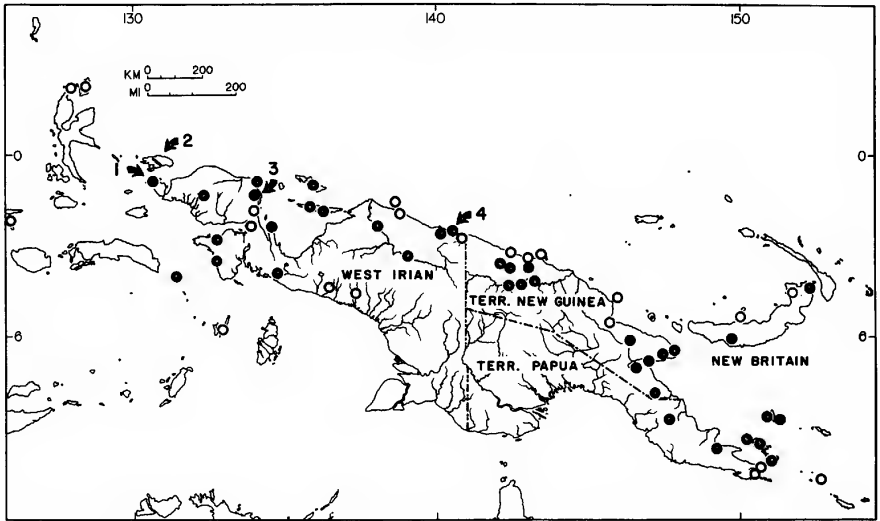 130 140 150
KM 0 200
MI 0 200
0 0
1
2
3
4
WEST IRIAN
TERR. NEW GUINEA
TERR. PAPUA
NEW BRITAIN
6 6